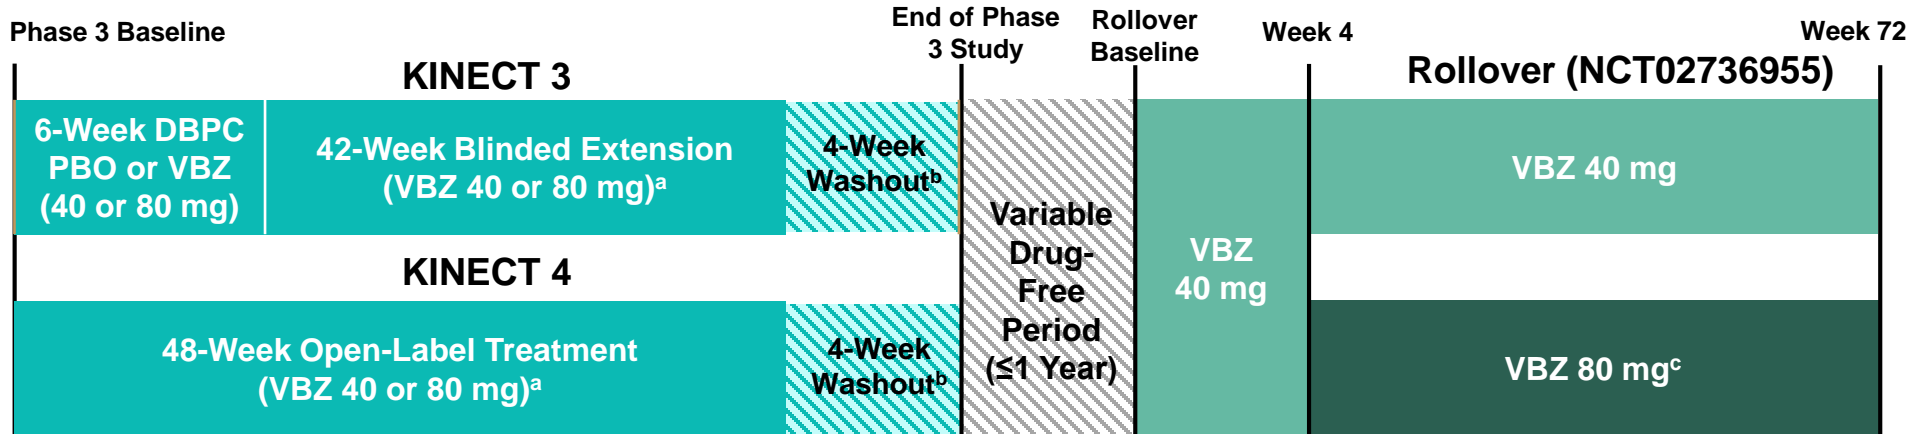 Phase 3 Baseline
End of Phase
3 Study
Rollover
Baseline
Week 4
Week 72
KINECT 3
Rollover (NCT02736955)
6-Week DBPC
PBO or VBZ
(40 or 80 mg)
42-Week Blinded Extension
(VBZ 40 or 80 mg)ᵃ
4-Week
Washoutᵇ
Variable
Drug-
Free
Period
(≤1 Year)
VBZ
40 mg
VBZ 40 mg
KINECT 4
48-Week Open-Label Treatment
(VBZ 40 or 80 mg)ᵃ
4-Week
Washoutᵇ
VBZ 80 mgᶜ